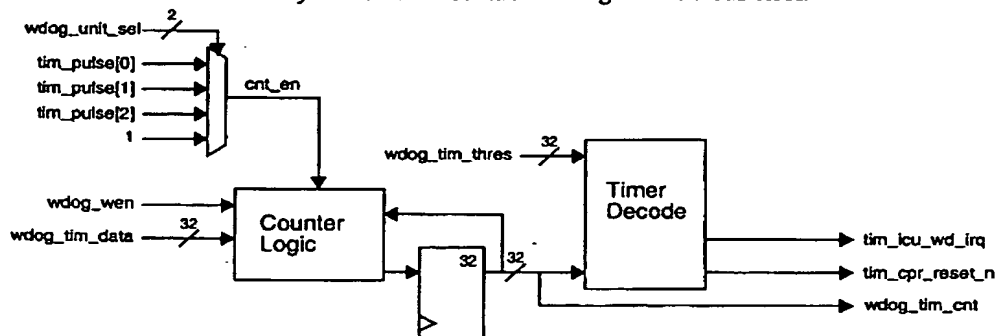 wdog_unit_sel
2
tim_pulse[0]
tim_pulse[1]
tim_pulse[2]
1
cnt_en
wdog_tim_thres
32
Timer
Decode
wdog_wen
wdog_tim_data
32
Counter
Logic
32
32
tim_icu_wd_irq
tim_cpr_reset_n
wdog_tim_cnt